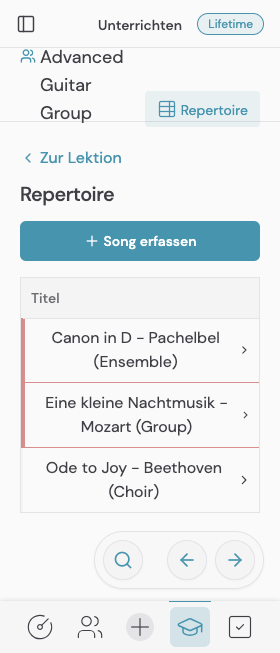 Unterrichten
Lifetime
Advanced
Guitar
Group
Repertoire
Zur Lektion
Repertoire
Song erfassen
Titel
Canon in D - Pachelbel
(Ensemble)
Eine kleine Nachtmusik -
Mozart (Group)
Ode to Joy - Beethoven
(Choir)